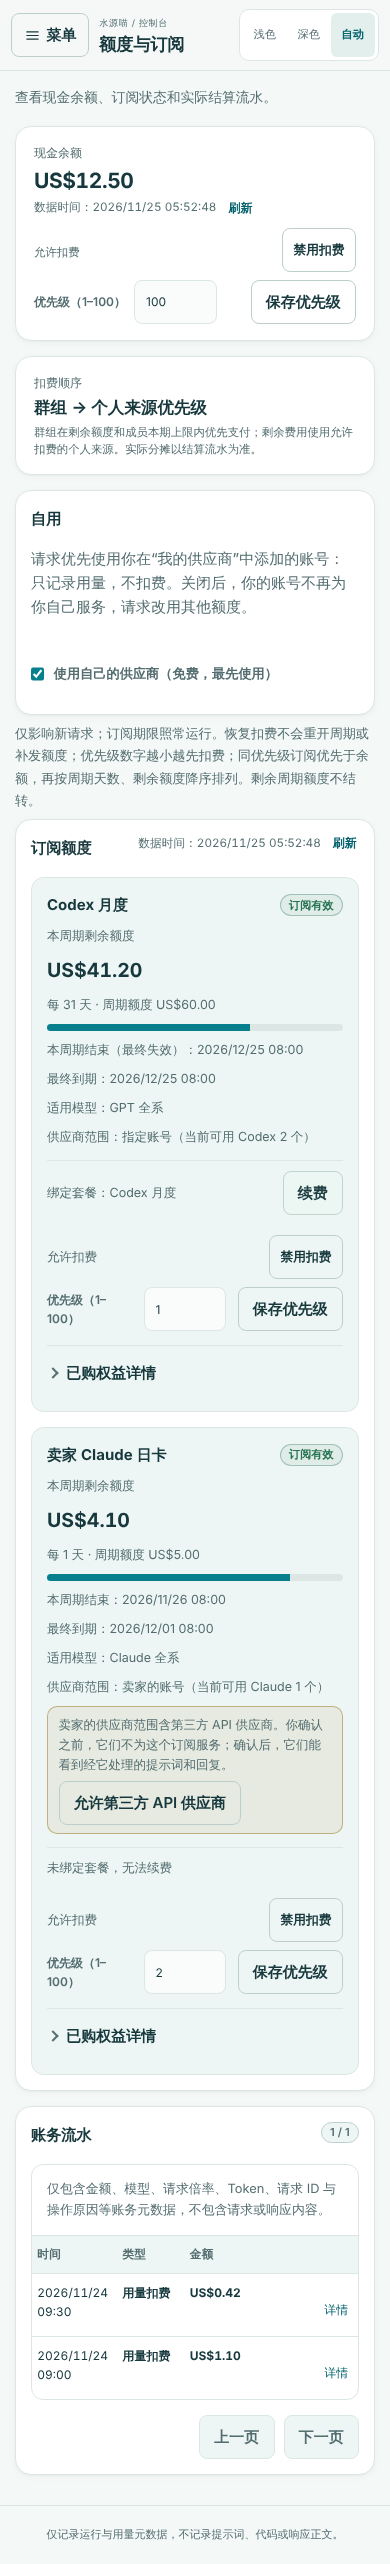 菜单
水源喵 / 控制台
额度与订阅
浅色 深色 自动
查看现金余额、订阅状态和实际结算流水。
现金余额
US$12.50
数据时间：2026/11/25 05:52:48 刷新
允许扣费 禁用扣费
优先级（1–100） 100 保存优先级
扣费顺序
群组 → 个人来源优先级
群组在剩余额度和成员本期上限内优先支付；剩余费用使用允许
扣费的个人来源。实际分摊以结算流水为准。
自用
请求优先使用你在“我的供应商”中添加的账号：
只记录用量，不扣费。关闭后，你的账号不再为
你自己服务，请求改用其他额度。
使用自己的供应商（免费，最先使用）
仅影响新请求；订阅期限照常运行。恢复扣费不会重开周期或
补发额度；优先级数字越小越先扣费；同优先级订阅优先于余
额，再按周期天数、剩余额度降序排列。剩余周期额度不结
转。
订阅额度 数据时间：2026/11/25 05:52:48 刷新
Codex 月度 订阅有效
本周期剩余额度
US$41.20
每 31 天 · 周期额度 US$60.00
本周期结束（最终失效）：2026/12/25 08:00
最终到期：2026/12/25 08:00
适用模型：GPT 全系
供应商范围：指定账号（当前可用 Codex 2 个）
绑定套餐：Codex 月度 续费
允许扣费 禁用扣费
优先级（1–
100） 1 保存优先级
已购权益详情
卖家 Claude 日卡 订阅有效
本周期剩余额度
US$4.10
每 1 天 · 周期额度 US$5.00
本周期结束：2026/11/26 08:00
最终到期：2026/12/01 08:00
适用模型：Claude 全系
供应商范围：卖家的账号（当前可用 Claude 1 个）
卖家的供应商范围含第三方 API 供应商。你确认
之前，它们不为这个订阅服务；确认后，它们能
看到经它处理的提示词和回复。
允许第三方 API 供应商
未绑定套餐，无法续费
允许扣费 禁用扣费
优先级（1–
100） 2 保存优先级
已购权益详情
账务流水 1 / 1
仅包含金额、模型、请求倍率、Token、请求 ID 与
操作原因等账务元数据，不包含请求或响应内容。
时间 类型 金额
2026/11/24 用量扣费 US$0.42
09:30 详情
2026/11/24 用量扣费 US$1.10
09:00 详情
上一页 下一页
仅记录运行与用量元数据，不记录提示词、代码或响应正文。